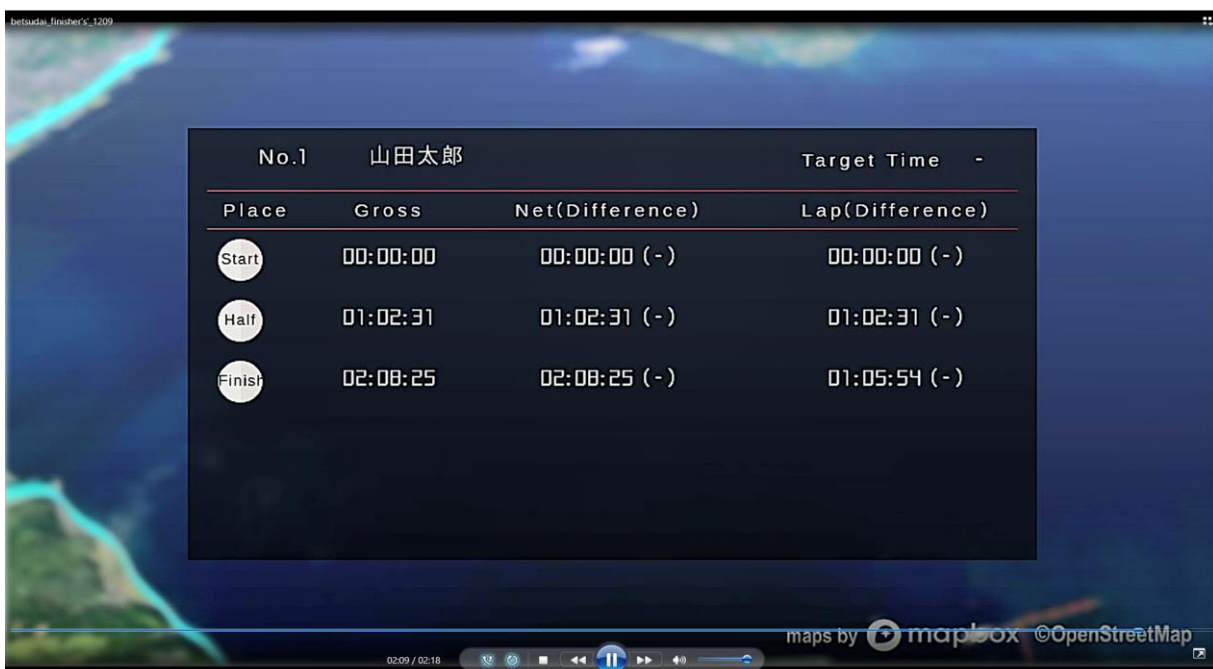 betsudai_finisher's'_1209
No.1 山田太郎 Target Time -
Place Gross Net(Difference) Lap(Difference)
Start 00:00:00 00:00:00 (-) 00:00:00 (-)
Half 01:02:31 01:02:31 (-) 01:02:31 (-)
Finish 02:08:25 02:08:25 (-) 01:05:54 (-)
maps by mapbox ©OpenStreetMap
02:09 / 02:18